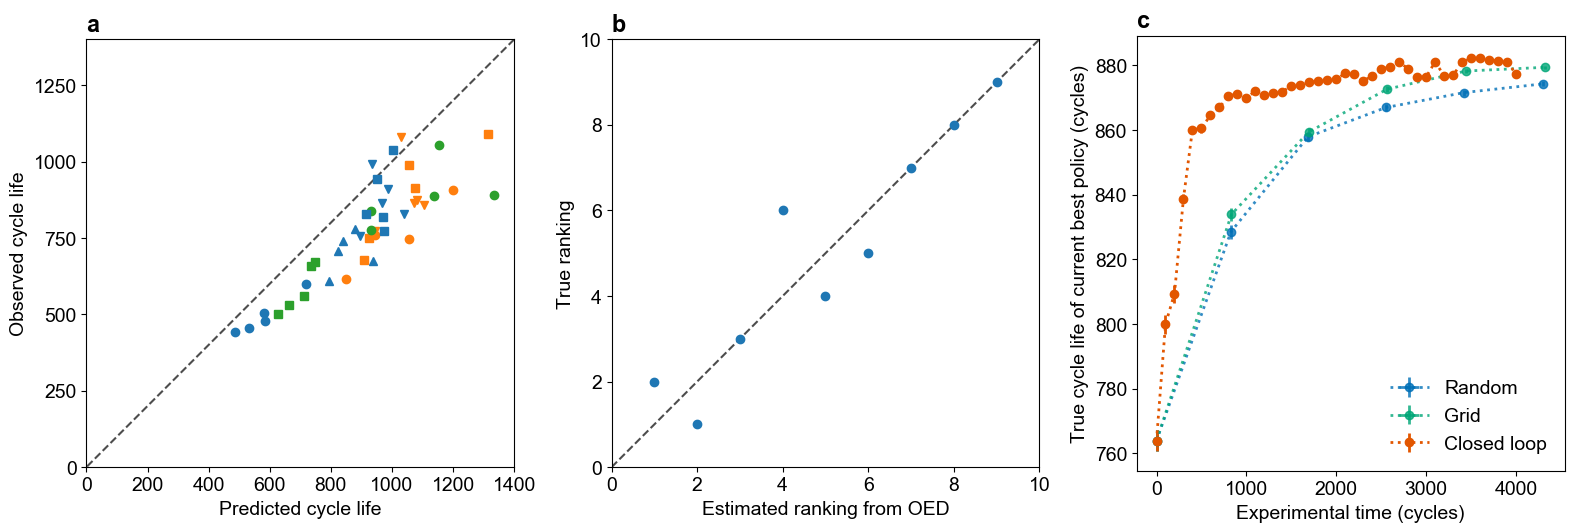 a
1250
1000
750
500
250
0
0 200 400 600 800 1000 1200 1400
Observed cycle life
Predicted cycle life
b
10
8
6
4
2
0
0 2 4 6 8 10
True ranking
Estimated ranking from OED
c
880
860
840
820
800
780
760
0 1000 2000 3000 4000
True cycle life of current best policy (cycles)
Experimental time (cycles)
Random
Grid
Closed loop